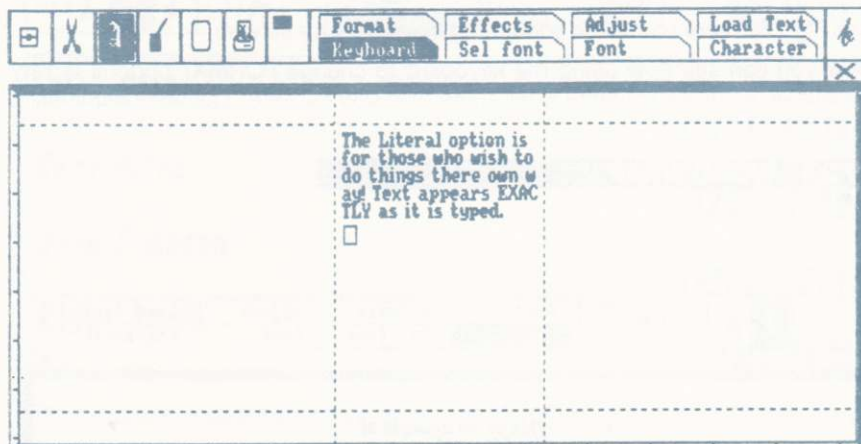 Format Effects Adjust Load Text
Keyboard Sel font Font Character
The Literal option is
for those who wish to
do things there own w
ay! Text appears EXAC
TLY as it is typed.